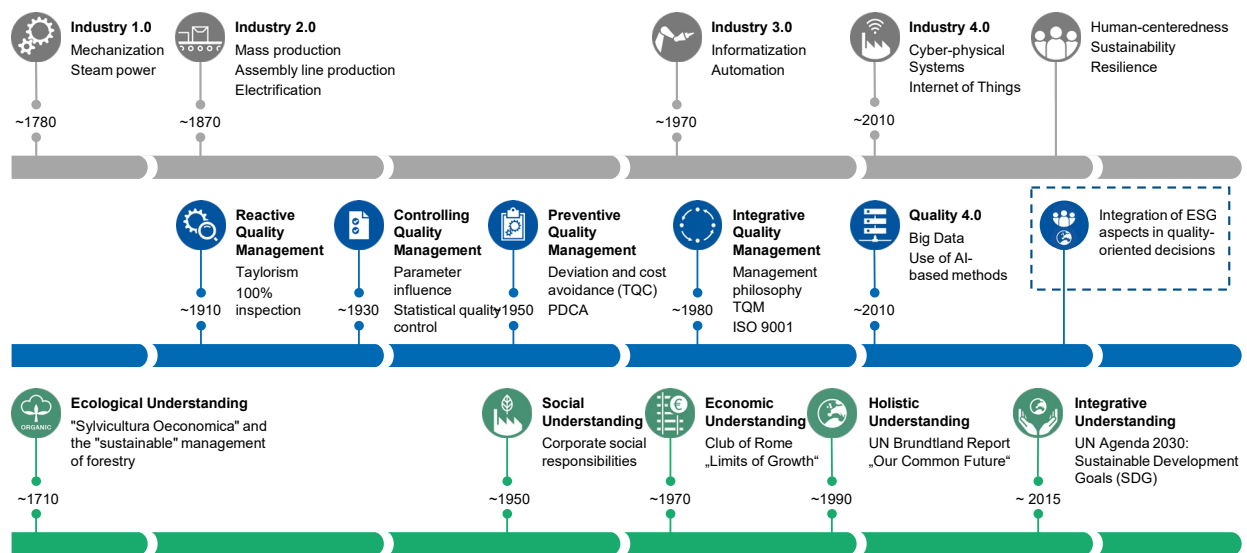 Industry 1.0
Mechanization
Steam power
~1780
Industry 2.0
Mass production
Assembly line production
Electrification
~1870
Industry 3.0
Informatization
Automation
~1970
Industry 4.0
Cyber-physical
Systems
Internet of Things
~2010
Human-centeredness
Sustainability
Resilience
Reactive
Quality
Management
Taylorism
100%
inspection
~1910
Controlling
Quality
Management
Parameter
influence
Statistical quality
control
~1930
Preventive
Quality
Management
Deviation and cost
avoidance (TQC)
PDCA
~1950
Integrative
Quality
Management
Management
philosophy
TQM
ISO 9001
~1980
Quality 4.0
Big Data
Use of AI-
based methods
~2010
Integration of ESG
aspects in quality-
oriented decisions
ORGANIC
Ecological Understanding
"Sylvicultura Oeconomica" and
the "sustainable" management
of forestry
~1710
Social
Understanding
Corporate social
responsibilities
~1950
€
Economic
Understanding
Club of Rome
„Limits of Growth“
~1970
Holistic
Understanding
UN Brundtland Report
„Our Common Future“
~1990
Integrative
Understanding
UN Agenda 2030:
Sustainable Development
Goals (SDG)
~ 2015